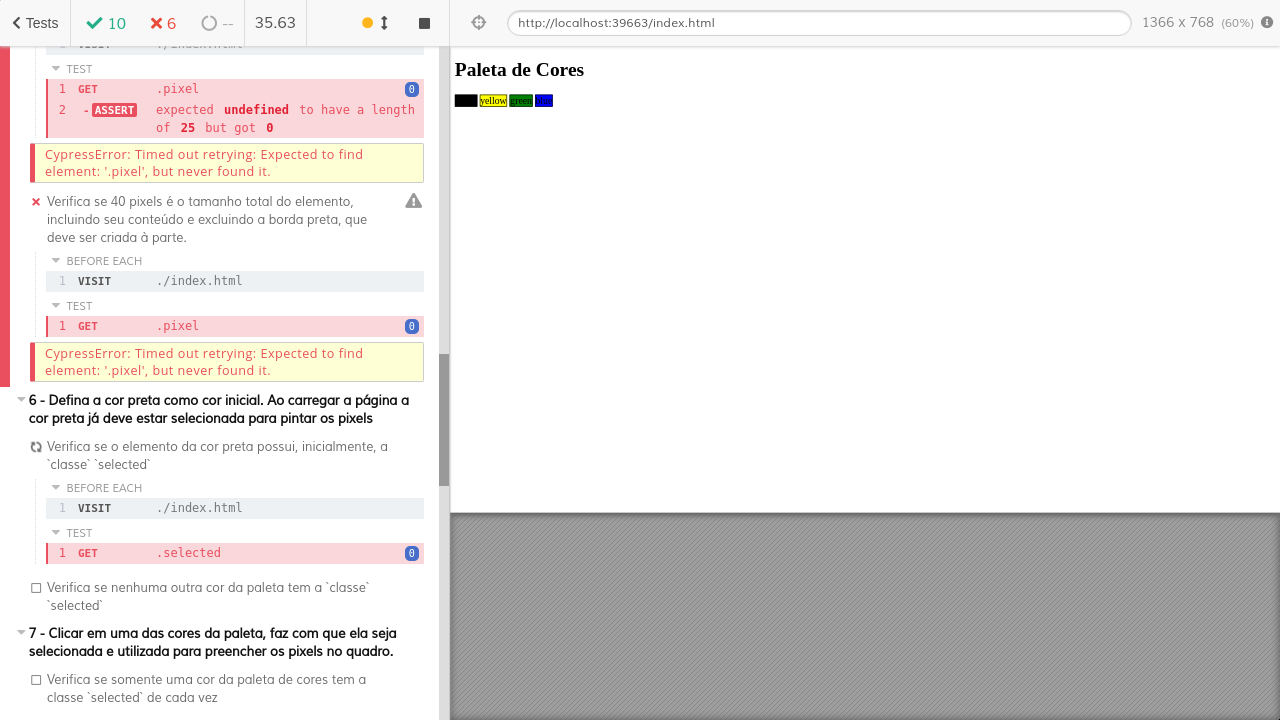 Tests
10
6
--
35.63
http://localhost:39663/index.html
1366 x 768 (60%)
1 VISIT ./index.html
TEST
1 GET .pixel 0
2 -ASSERT expected undefined to have a length
of 25 but got 0
CypressError: Timed out retrying: Expected to find
element: '.pixel', but never found it.
Verifica se 40 pixels é o tamanho total do elemento,
incluindo seu conteúdo e excluindo a borda preta, que
deve ser criada à parte.
BEFORE EACH
1 VISIT ./index.html
TEST
1 GET .pixel 0
CypressError: Timed out retrying: Expected to find
element: '.pixel', but never found it.
6 - Defina a cor preta como cor inicial. Ao carregar a página a
cor preta já deve estar selecionada para pintar os pixels
Verifica se o elemento da cor preta possui, inicialmente, a
`classe` `selected`
BEFORE EACH
1 VISIT ./index.html
TEST
1 GET .selected 0
Verifica se nenhuma outra cor da paleta tem a `classe`
`selected`
7 - Clicar em uma das cores da paleta, faz com que ela seja
selecionada e utilizada para preencher os pixels no quadro.
Verifica se somente uma cor da paleta de cores tem a
classe `selected` de cada vez
Paleta de Cores
yellow green